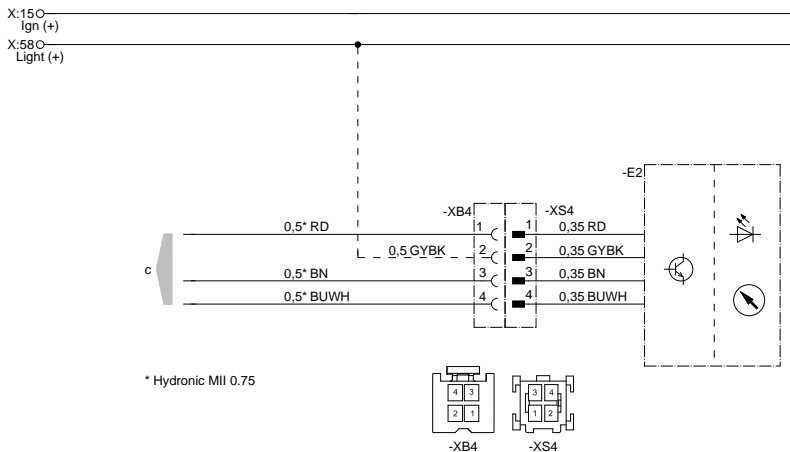 X:15
Ign (+)
X:58
Light (+)
-E2
-XB4 -XS4
0,5* RD 1 1 0,35 RD
0,5 GYBK 2 2 0,35 GYBK
c
0,5* BN 3 3 0,35 BN
0,5* BUWH 4 4 0,35 BUWH
* Hydronic MII 0.75
4 3 3 4
2 1 1 2
-XB4 -XS4